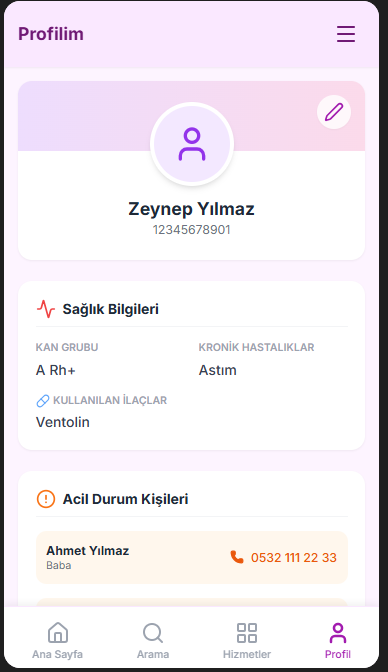 Profilim
Zeynep Yılmaz
12345678901
Sağlık Bilgileri
KAN GRUBU
A Rh+
KRONİK HASTALIKLAR
Astım
KULLANILAN İLAÇLAR
Ventolin
Acil Durum Kişileri
Ahmet Yılmaz
Baba
0532 111 22 33
Ana Sayfa
Arama
Hizmetler
Profil